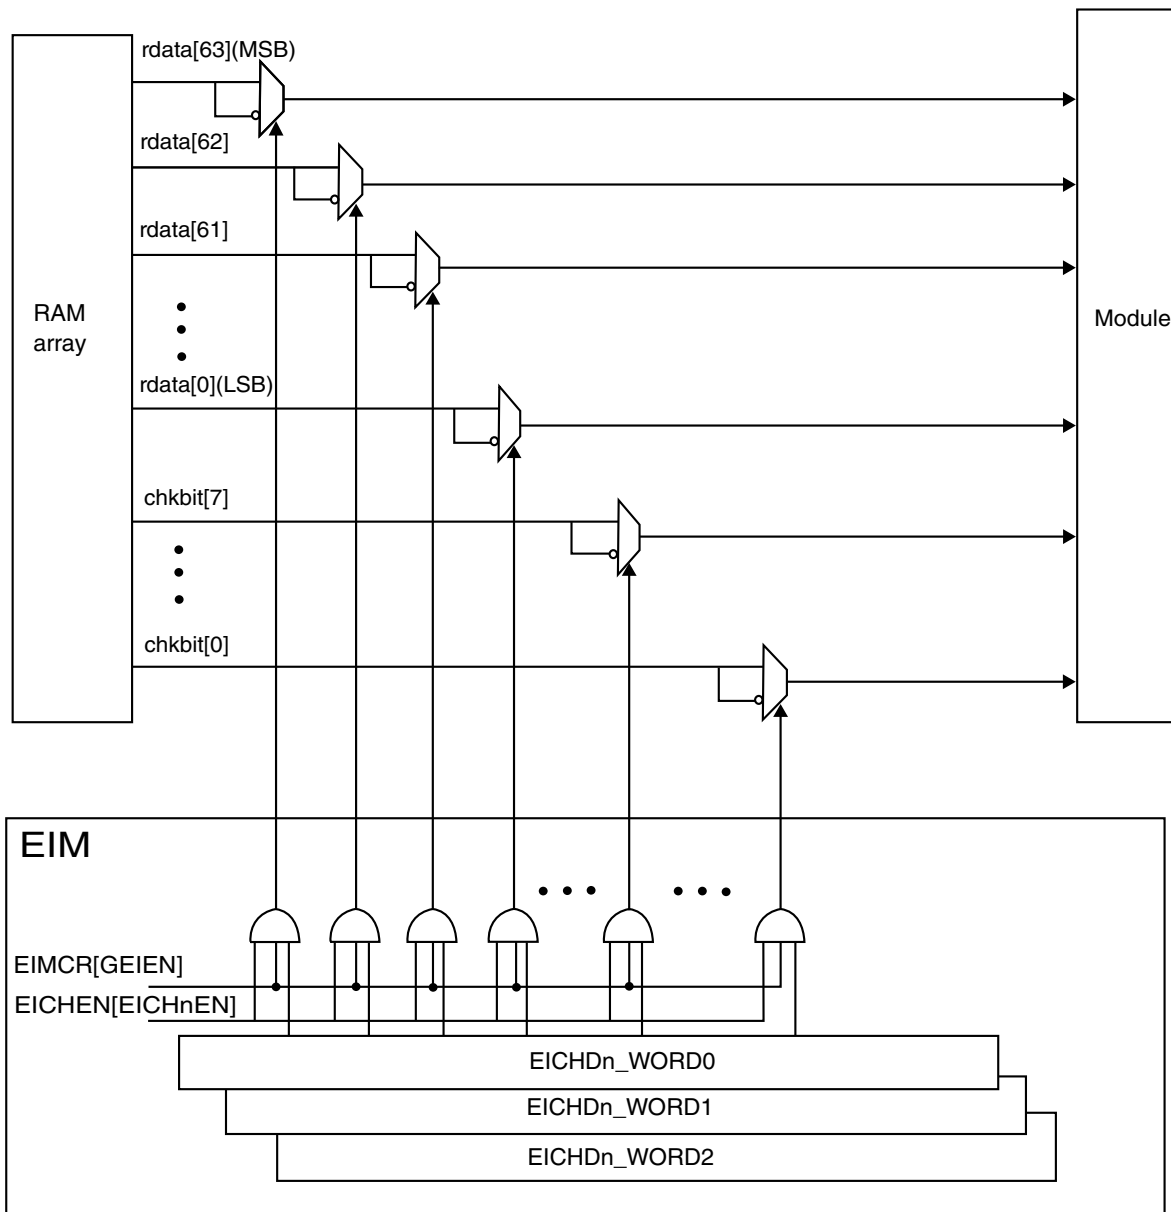 rdata[63](MSB)
rdata[62]
rdata[61]
RAM
array
Module
rdata[0](LSB)
chkbit[7]
chkbit[0]
EIM
EIMCR[GEIEN]
EICHEN[EICHnEN]
EICHDn_WORD0
EICHDn_WORD1
EICHDn_WORD2